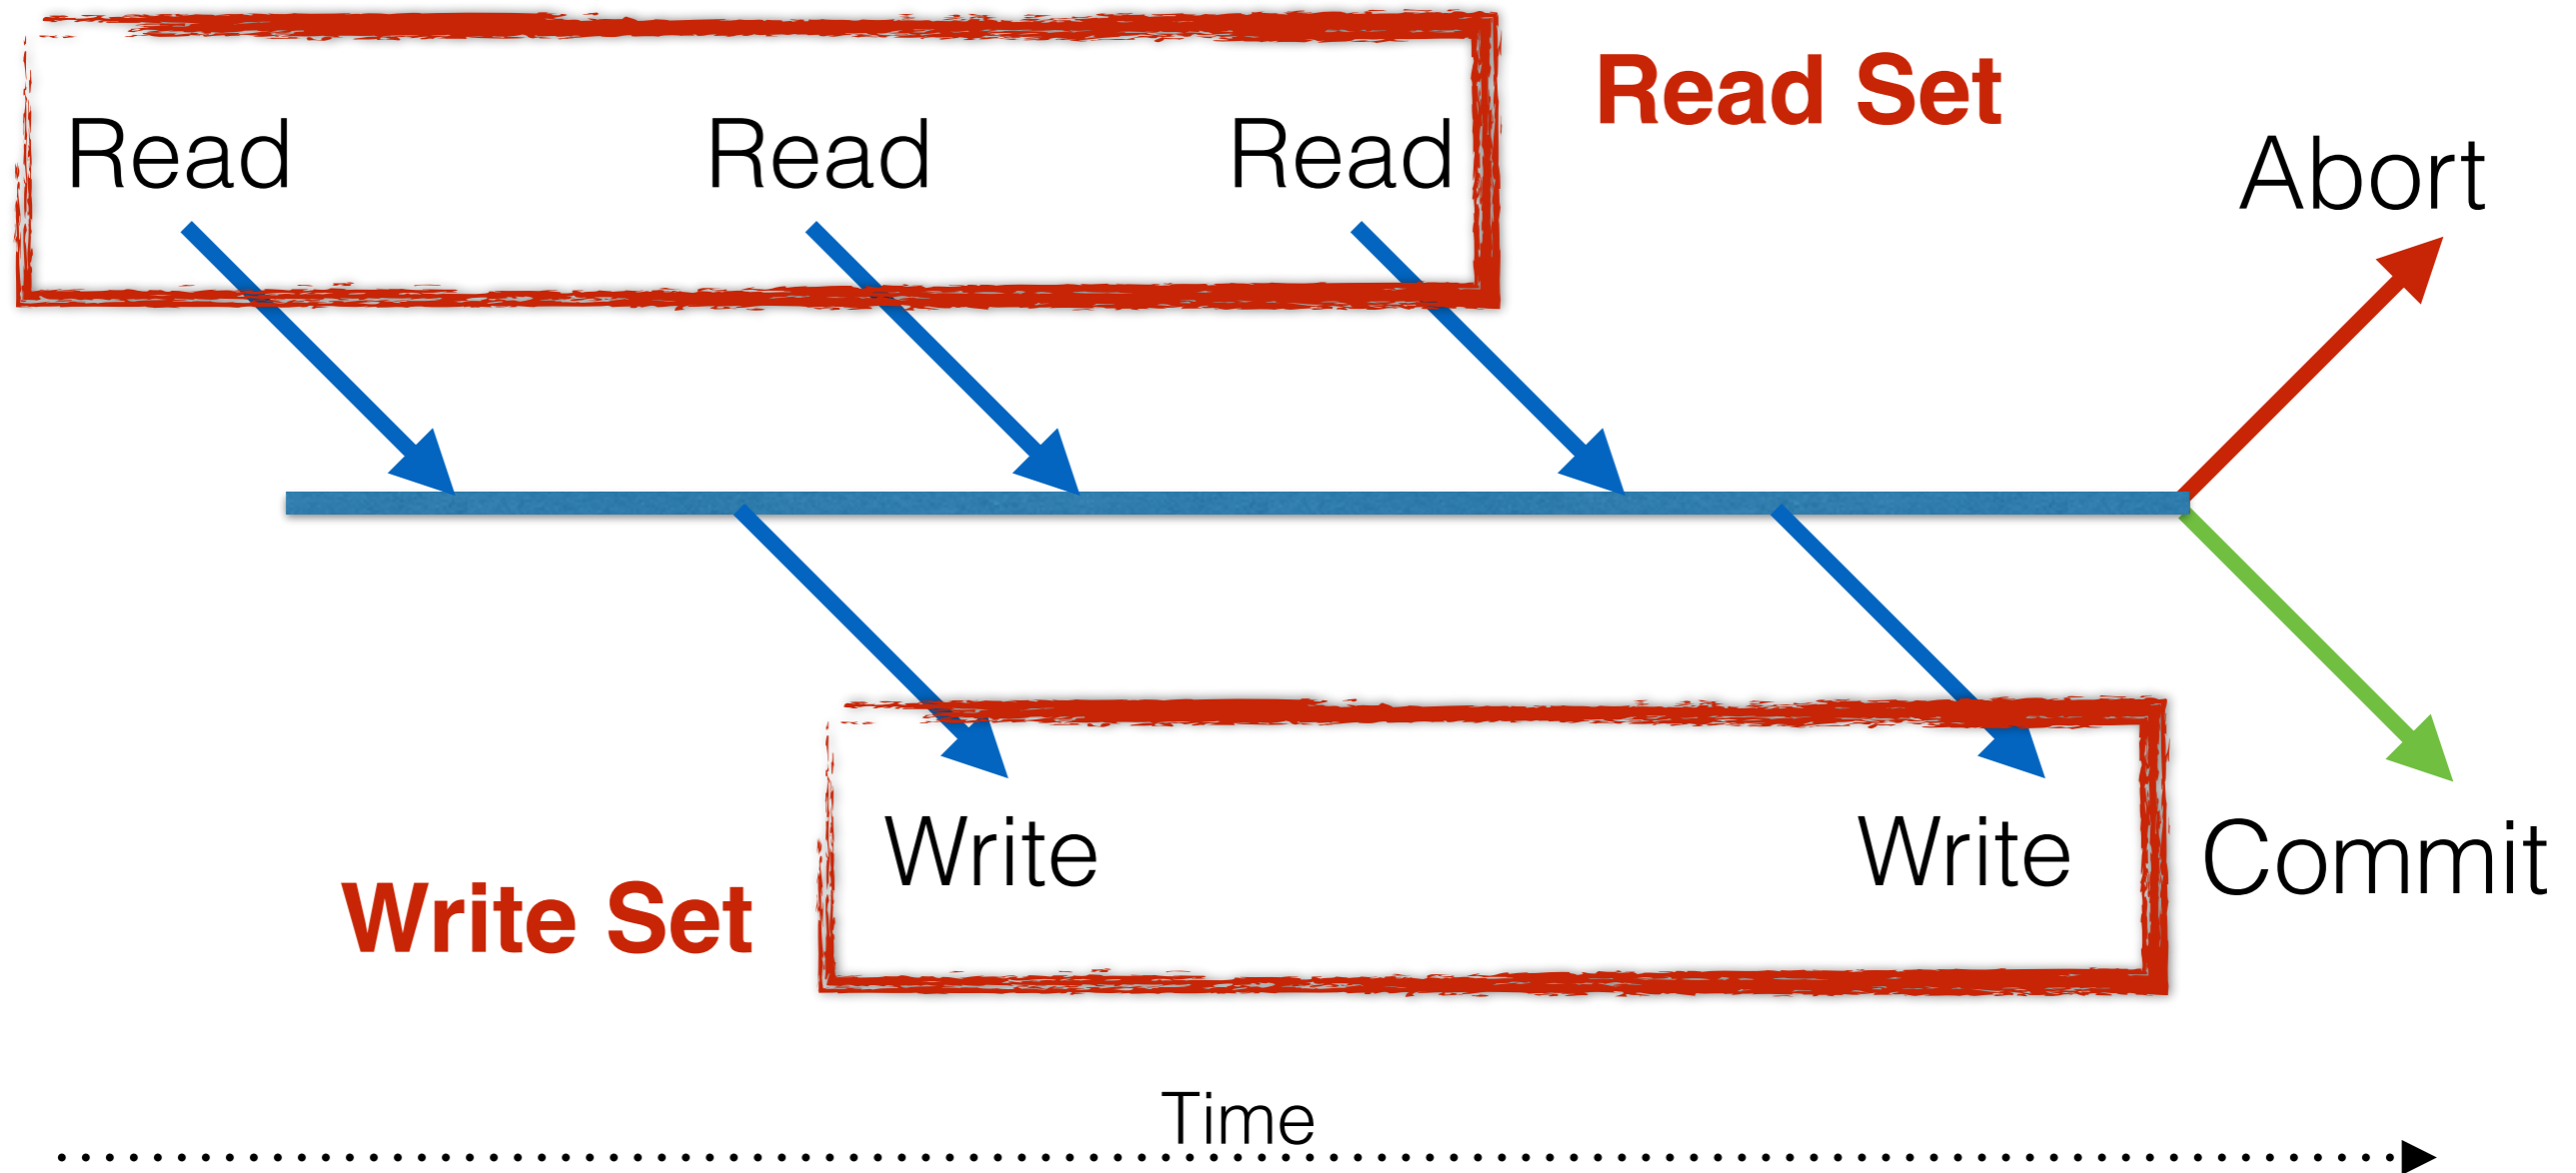 Read Set
Read Read Read
Abort
Write Write Commit
Write Set
Time